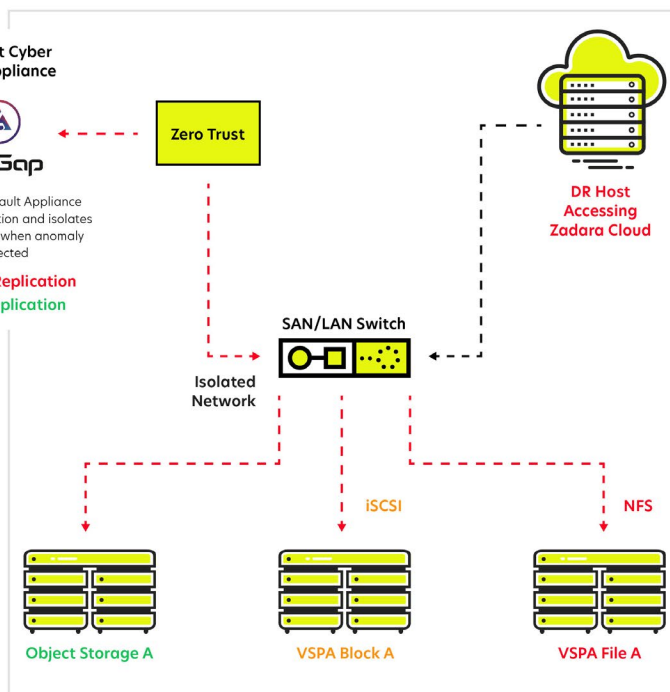 t Cyber
ppliance
Gap
ault Appliance
tion and isolates
when anomaly
ected
Replication
plication
Zero Trust
DR Host
Accessing
Zadara Cloud
SAN/LAN Switch
Isolated
Network
iSCSI
NFS
Object Storage A
VSPA Block A
VSPA File A